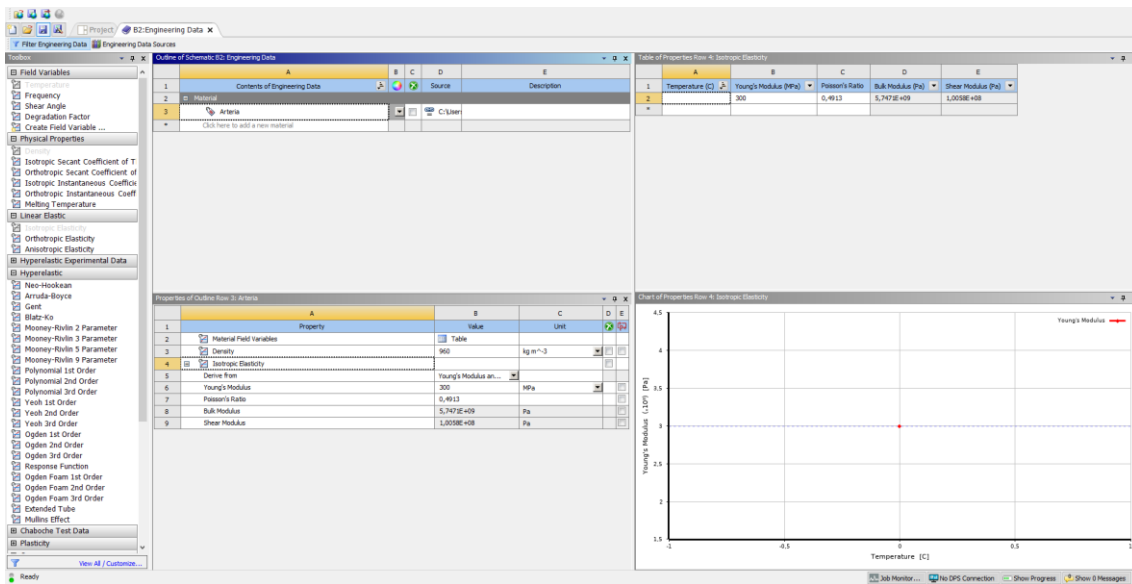 Project
B2:Engineering Data
Filter Engineering Data
Engineering Data Sources
Toolbox
Field Variables
Temperature
Frequency
Shear Angle
Degradation Factor
Create Field Variable ...
Physical Properties
Density
Isotropic Secant Coefficient of T
Orthotropic Secant Coefficient of
Isotropic Instantaneous Coefficie
Orthotropic Instantaneous Coeff
Melting Temperature
Linear Elastic
Isotropic Elasticity
Orthotropic Elasticity
Anisotropic Elasticity
Hyperelastic Experimental Data
Hyperelastic
Neo-Hookean
Arruda-Boyce
Gent
Blatz-Ko
Mooney-Rivlin 2 Parameter
Mooney-Rivlin 3 Parameter
Mooney-Rivlin 5 Parameter
Mooney-Rivlin 9 Parameter
Polynomial 1st Order
Polynomial 2nd Order
Polynomial 3rd Order
Yeoh 1st Order
Yeoh 2nd Order
Yeoh 3rd Order
Ogden 1st Order
Ogden 2nd Order
Ogden 3rd Order
Response Function
Ogden Foam 1st Order
Ogden Foam 2nd Order
Ogden Foam 3rd Order
Extended Tube
Mullins Effect
Chaboche Test Data
Plasticity
View All / Customize...
Ready
Outline of Schematic B2: Engineering Data
A B C D E
1 Contents of Engineering Data Source Description
2 Material
3 Arteria C:\User
* Click here to add a new material
Properties of Outline Row 3: Arteria
A B C D E
1 Property Value Unit
2 Material Field Variables Table
3 Density 960 kg m^-3
4 Isotropic Elasticity
5 Derive from Young's Modulus an...
6 Young's Modulus 300 MPa
7 Poisson's Ratio 0,4913
8 Bulk Modulus 5,7471E+09 Pa
9 Shear Modulus 1,0058E+08 Pa
Table of Properties Row 4: Isotropic Elasticity
A B C D E
1 Temperature (C) Young's Modulus (MPa) Poisson's Ratio Bulk Modulus (Pa) Shear Modulus (Pa)
2 300 0,4913 5,7471E+09 1,0058E+08
*
Chart of Properties Row 4: Isotropic Elasticity
Young's Modulus
Young's Modulus (.10⁸) [Pa]
4,5
4
3,5
3
2,5
2
1,5
-1 -0,5 0 0,5 1
Temperature [C]
Job Monitor... No DPS Connection Show Progress Show 0 Messages